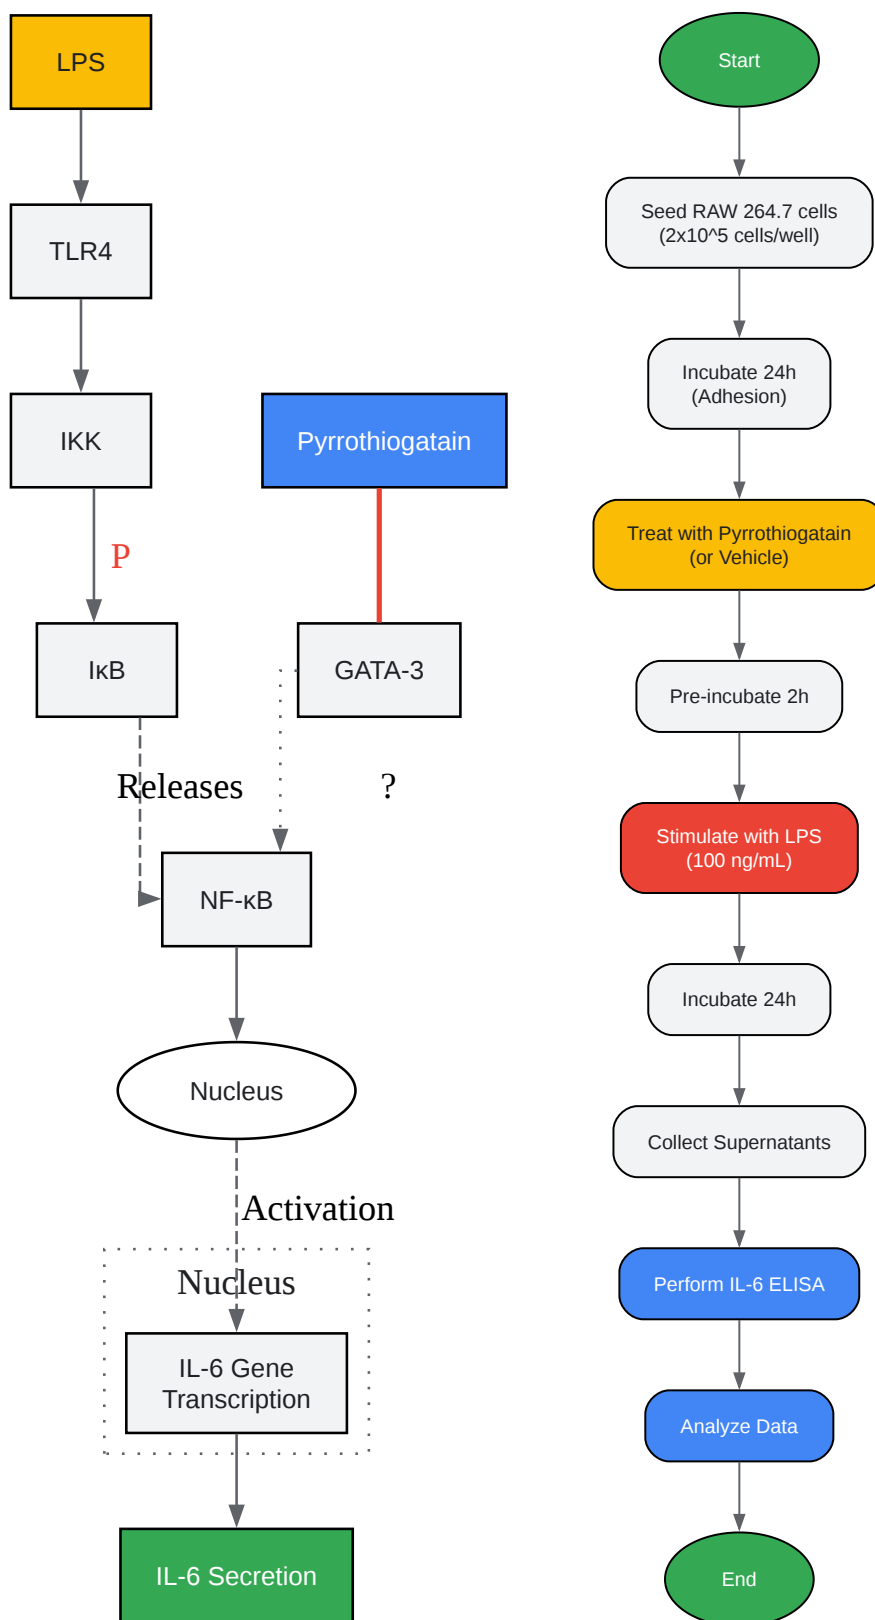 LPS
TLR4
IKK
Pyrrothiogatain
P
IκB
GATA-3
Releases
?
NF-κB
Nucleus
Activation
Nucleus
IL-6 Gene
Transcription
IL-6 Secretion
Start
Seed RAW 264.7 cells
(2x10^5 cells/well)
Incubate 24h
(Adhesion)
Treat with Pyrrothiogatain
(or Vehicle)
Pre-incubate 2h
Stimulate with LPS
(100 ng/mL)
Incubate 24h
Collect Supernatants
Perform IL-6 ELISA
Analyze Data
End